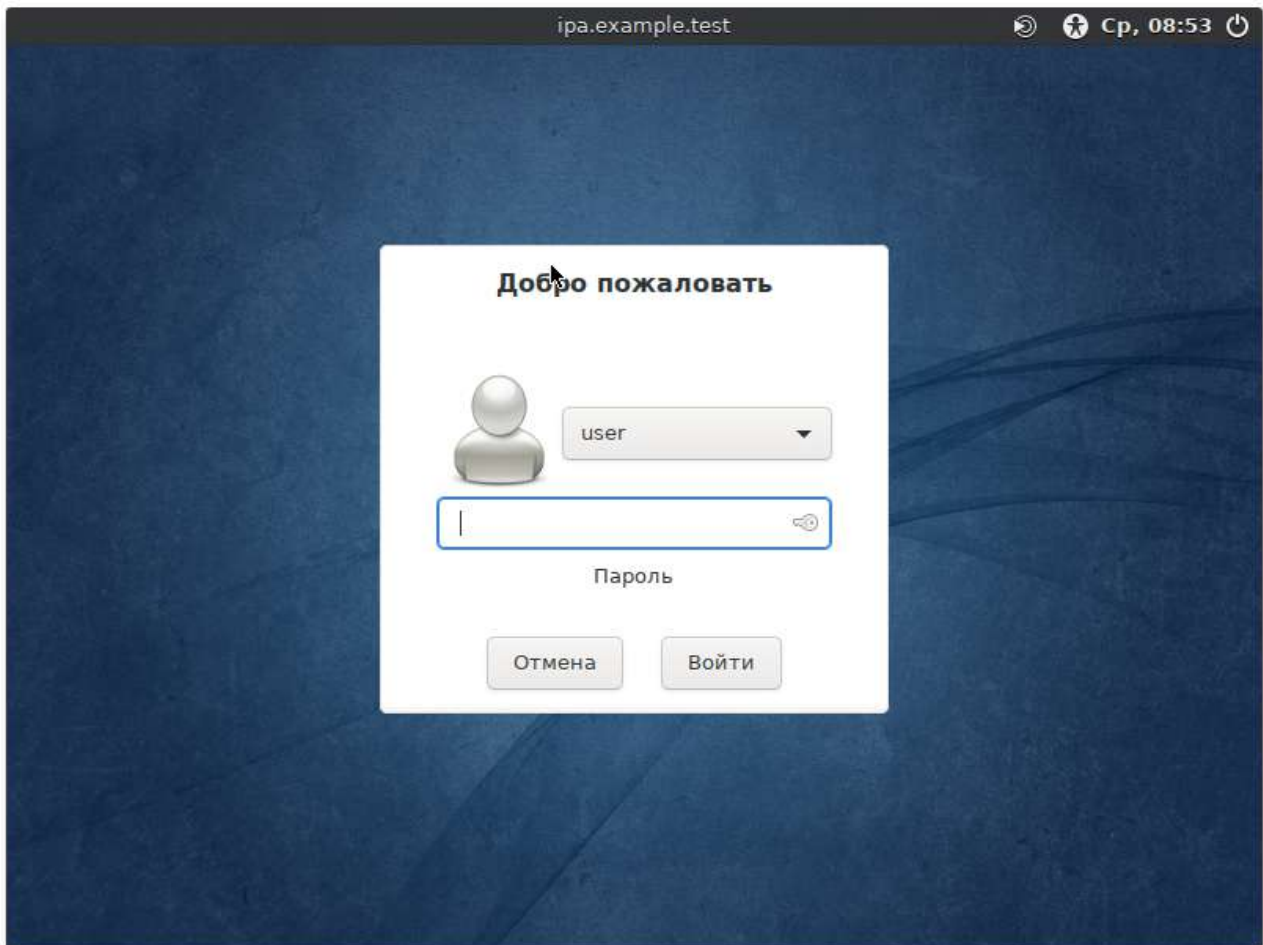 ipa.example.test
Ср, 08:53
Добро пожаловать
user
Пароль
Отмена
Войти